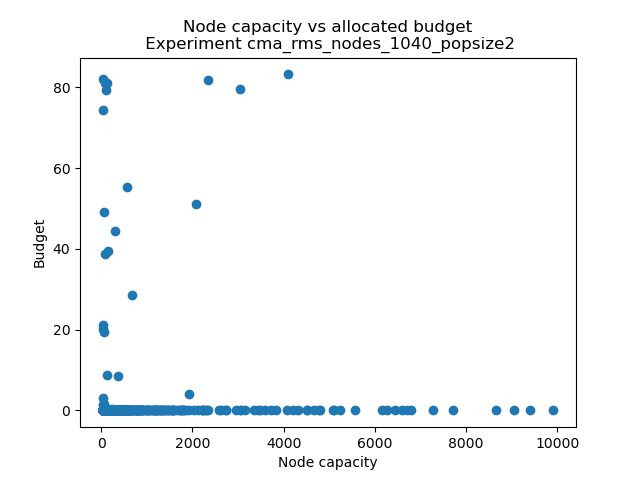 Node capacity vs allocated budget
Experiment cma_rms_nodes_1040_popsize2
80
60
40
20
0
Budget
0 2000 4000 6000 8000 10000
Node capacity